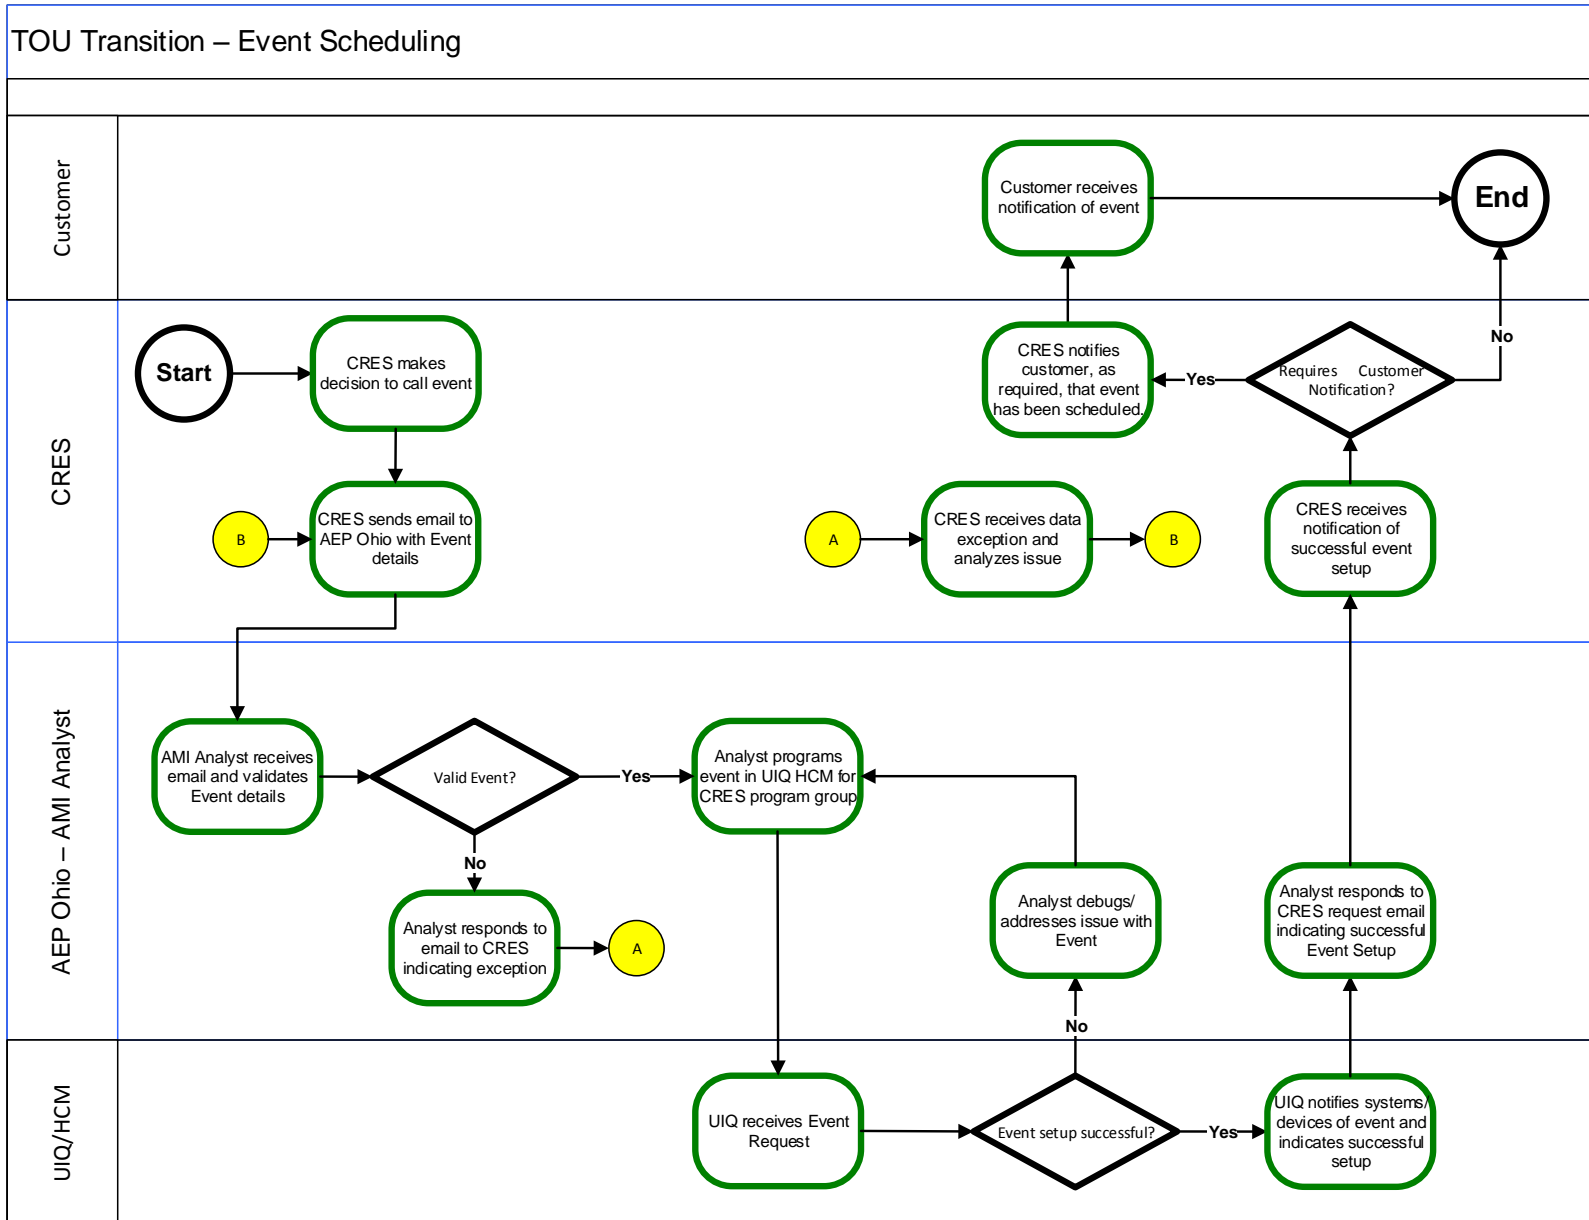 TOU Transition – Event Scheduling
Customer
Customer receives
notification of event
End
CRES
Start
CRES makes
decision to call event
CRES notifies
customer, as
required, that event
has been scheduled.
Yes
Requires Customer
Notification?
No
B
CRES sends email to
AEP Ohio with Event
details
A
CRES receives data
exception and
analyzes issue
B
CRES receives
notification of
successful event
setup
AEP Ohio – AMI Analyst
AMI Analyst receives
email and validates
Event details
Valid Event?
Yes
Analyst programs
event in UIQ HCM for
CRES program group
No
Analyst responds to
email to CRES
indicating exception
A
Analyst debugs/
addresses issue with
Event
Analyst responds to
CRES request email
indicating successful
Event Setup
No
UIQ/HCM
UIQ receives Event
Request
Event setup successful?
Yes
UIQ notifies systems/
devices of event and
indicates successful
setup